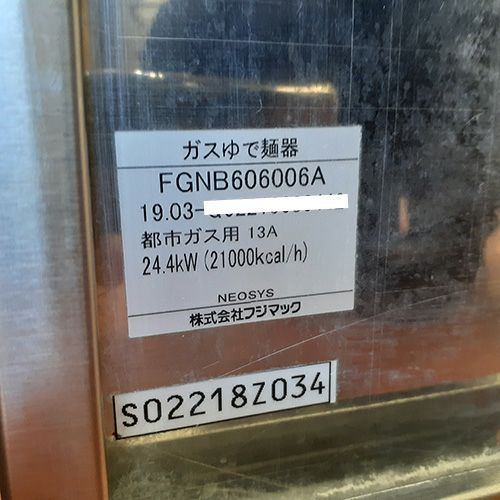 ガスゆで麺器
FGNB606006A
19.03-
都市ガス用 13A
24.4kW (21000kcal/h)
NEOSYS
株式会社フジマック
S02218Z034